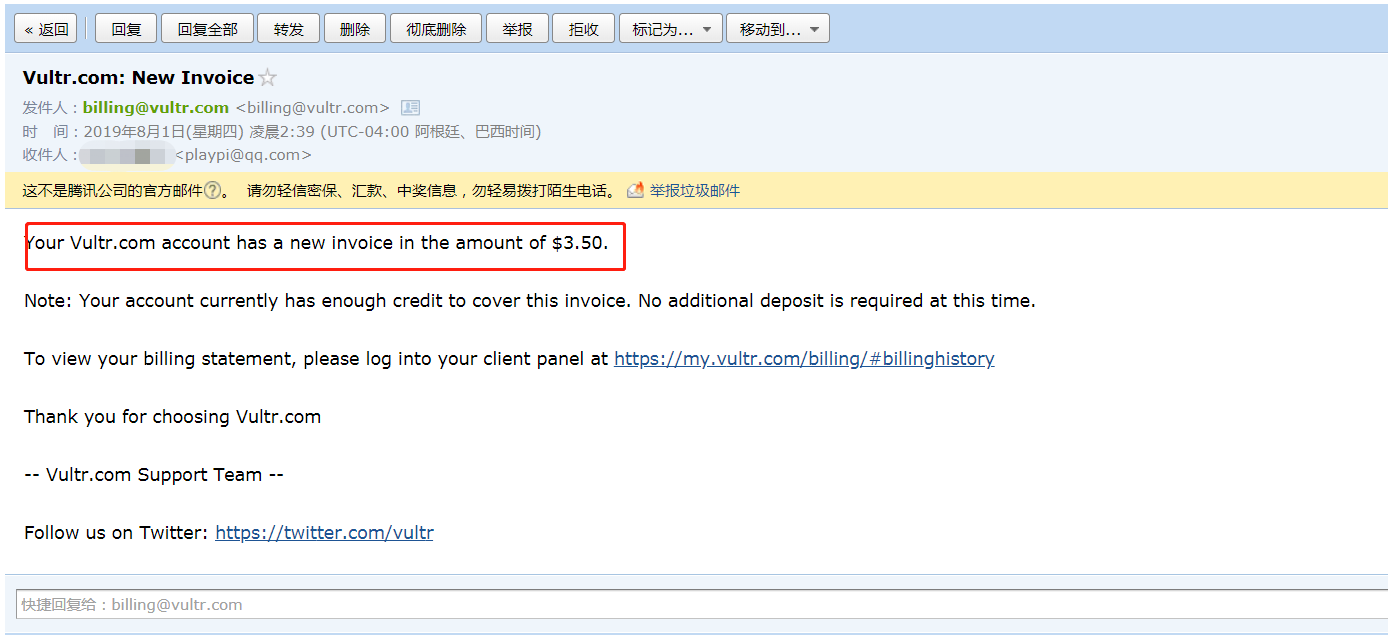 « 返回 回复 回复全部 转发 删除 彻底删除 举报 拒收 标记为... 移动到...
Vultr.com: New Invoice
发件人：billing@vultr.com <billing@vultr.com>
时 间：2019年8月1日(星期四) 凌晨2:39 (UTC-04:00 阿根廷、巴西时间)
收件人： <playpi@qq.com>
这不是腾讯公司的官方邮件?。 请勿轻信密保、汇款、中奖信息，勿轻易拨打陌生电话。 举报垃圾邮件
Your Vultr.com account has a new invoice in the amount of $3.50.
Note: Your account currently has enough credit to cover this invoice. No additional deposit is required at this time.
To view your billing statement, please log into your client panel at https://my.vultr.com/billing/#billinghistory
Thank you for choosing Vultr.com
-- Vultr.com Support Team --
Follow us on Twitter: https://twitter.com/vultr
快捷回复给：billing@vultr.com